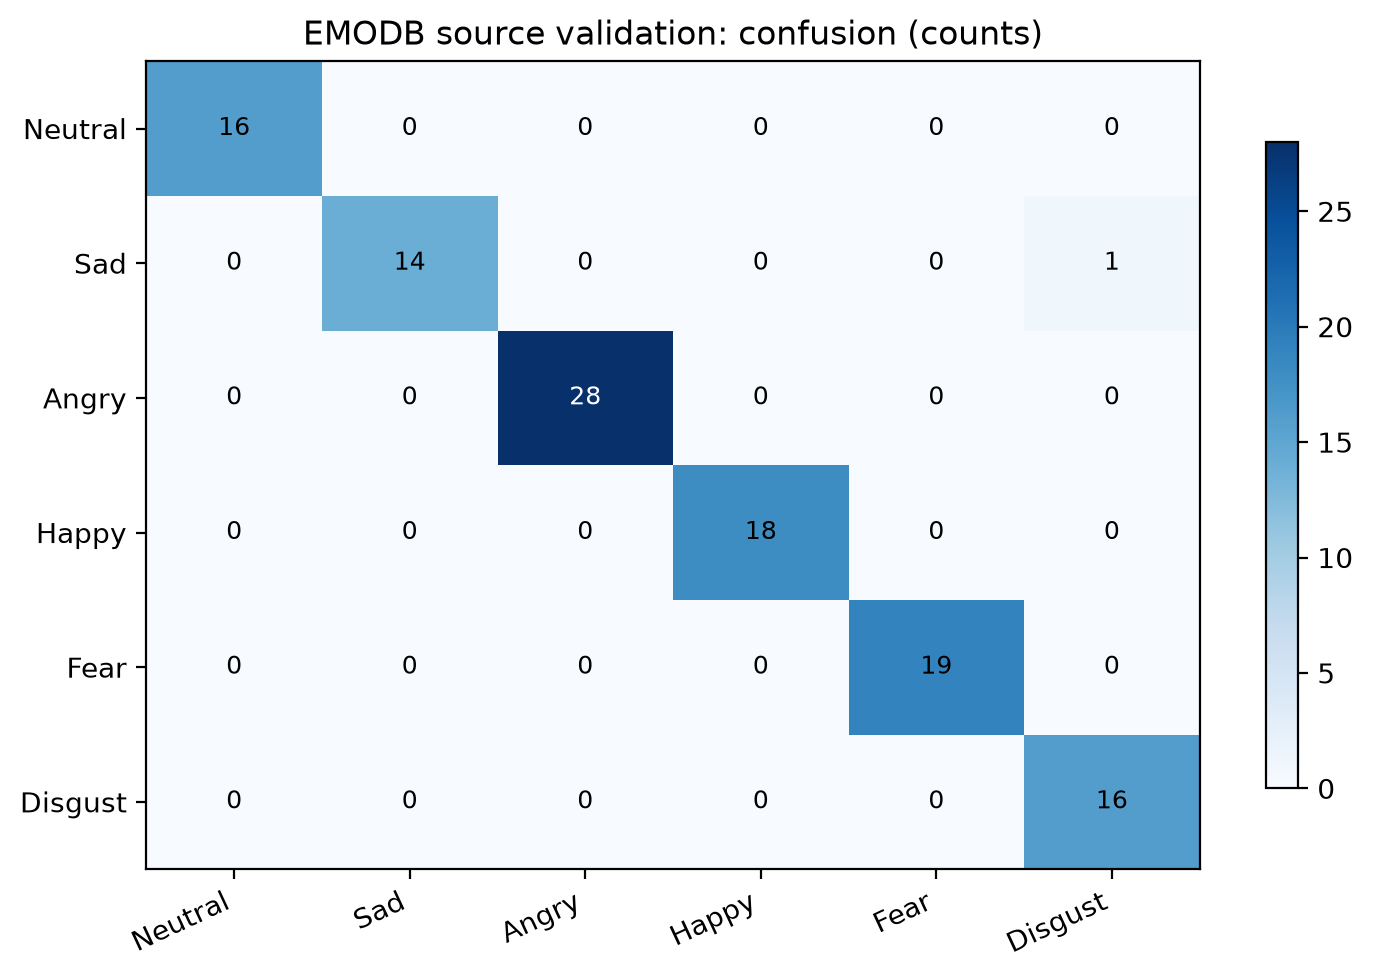 EMODB source validation: confusion (counts)
Neutral 16 0 0 0 0 0
Sad 0 14 0 0 0 1
Angry 0 0 28 0 0 0
Happy 0 0 0 18 0 0
Fear 0 0 0 0 19 0
Disgust 0 0 0 0 0 16
Neutral Sad Angry Happy Fear Disgust
25
20
15
10
5
0